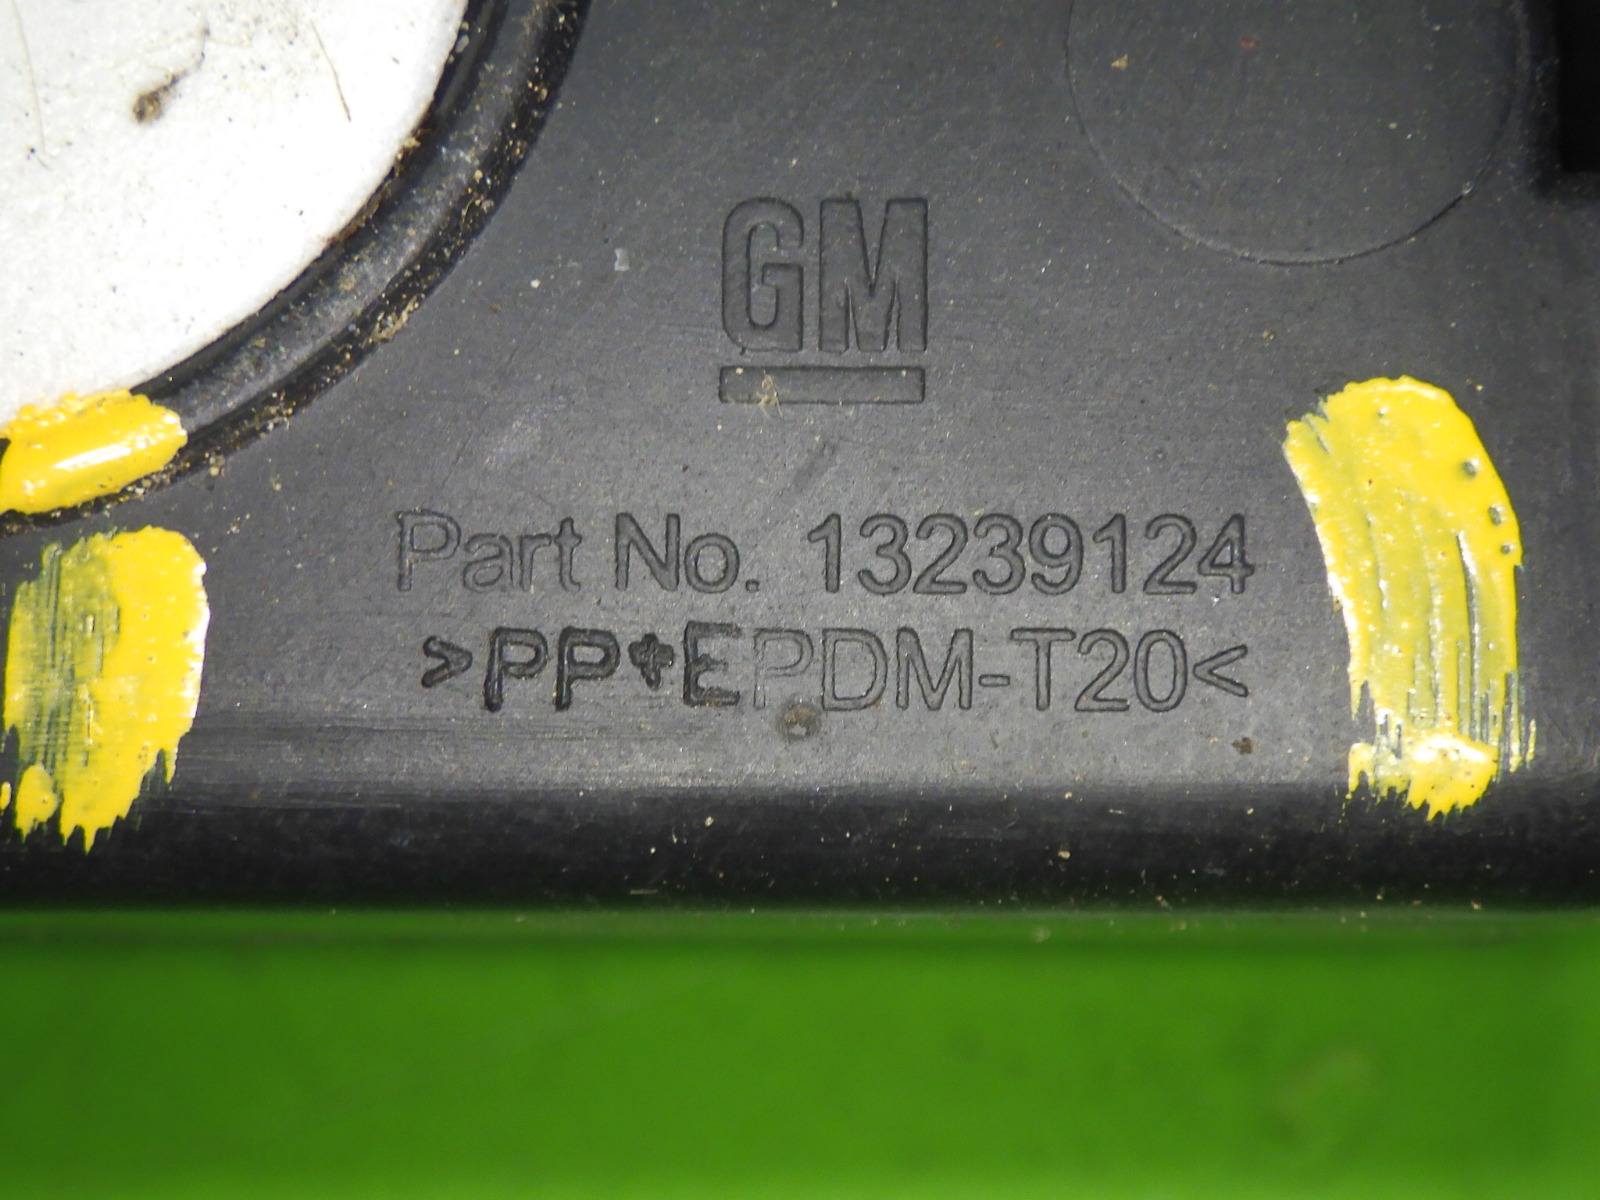 GM
Part No. 13239124
>PP+EPDM-T20<